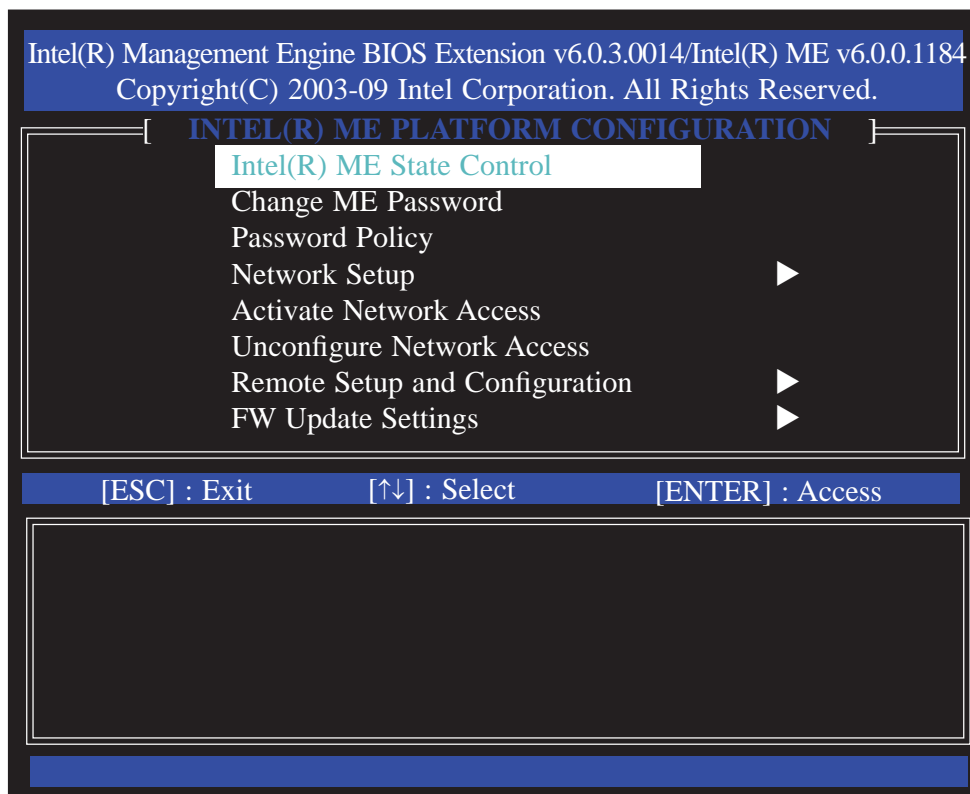 Intel(R) Management Engine BIOS Extension v6.0.3.0014/Intel(R) ME v6.0.0.1184
Copyright(C) 2003-09 Intel Corporation. All Rights Reserved.
[ INTEL(R) ME PLATFORM CONFIGURATION ]
Intel(R) ME State Control
Change ME Password
Password Policy
Network Setup ▶
Activate Network Access
Unconfigure Network Access
Remote Setup and Configuration ▶
FW Update Settings ▶
[ESC] : Exit [↑↓] : Select [ENTER] : Access